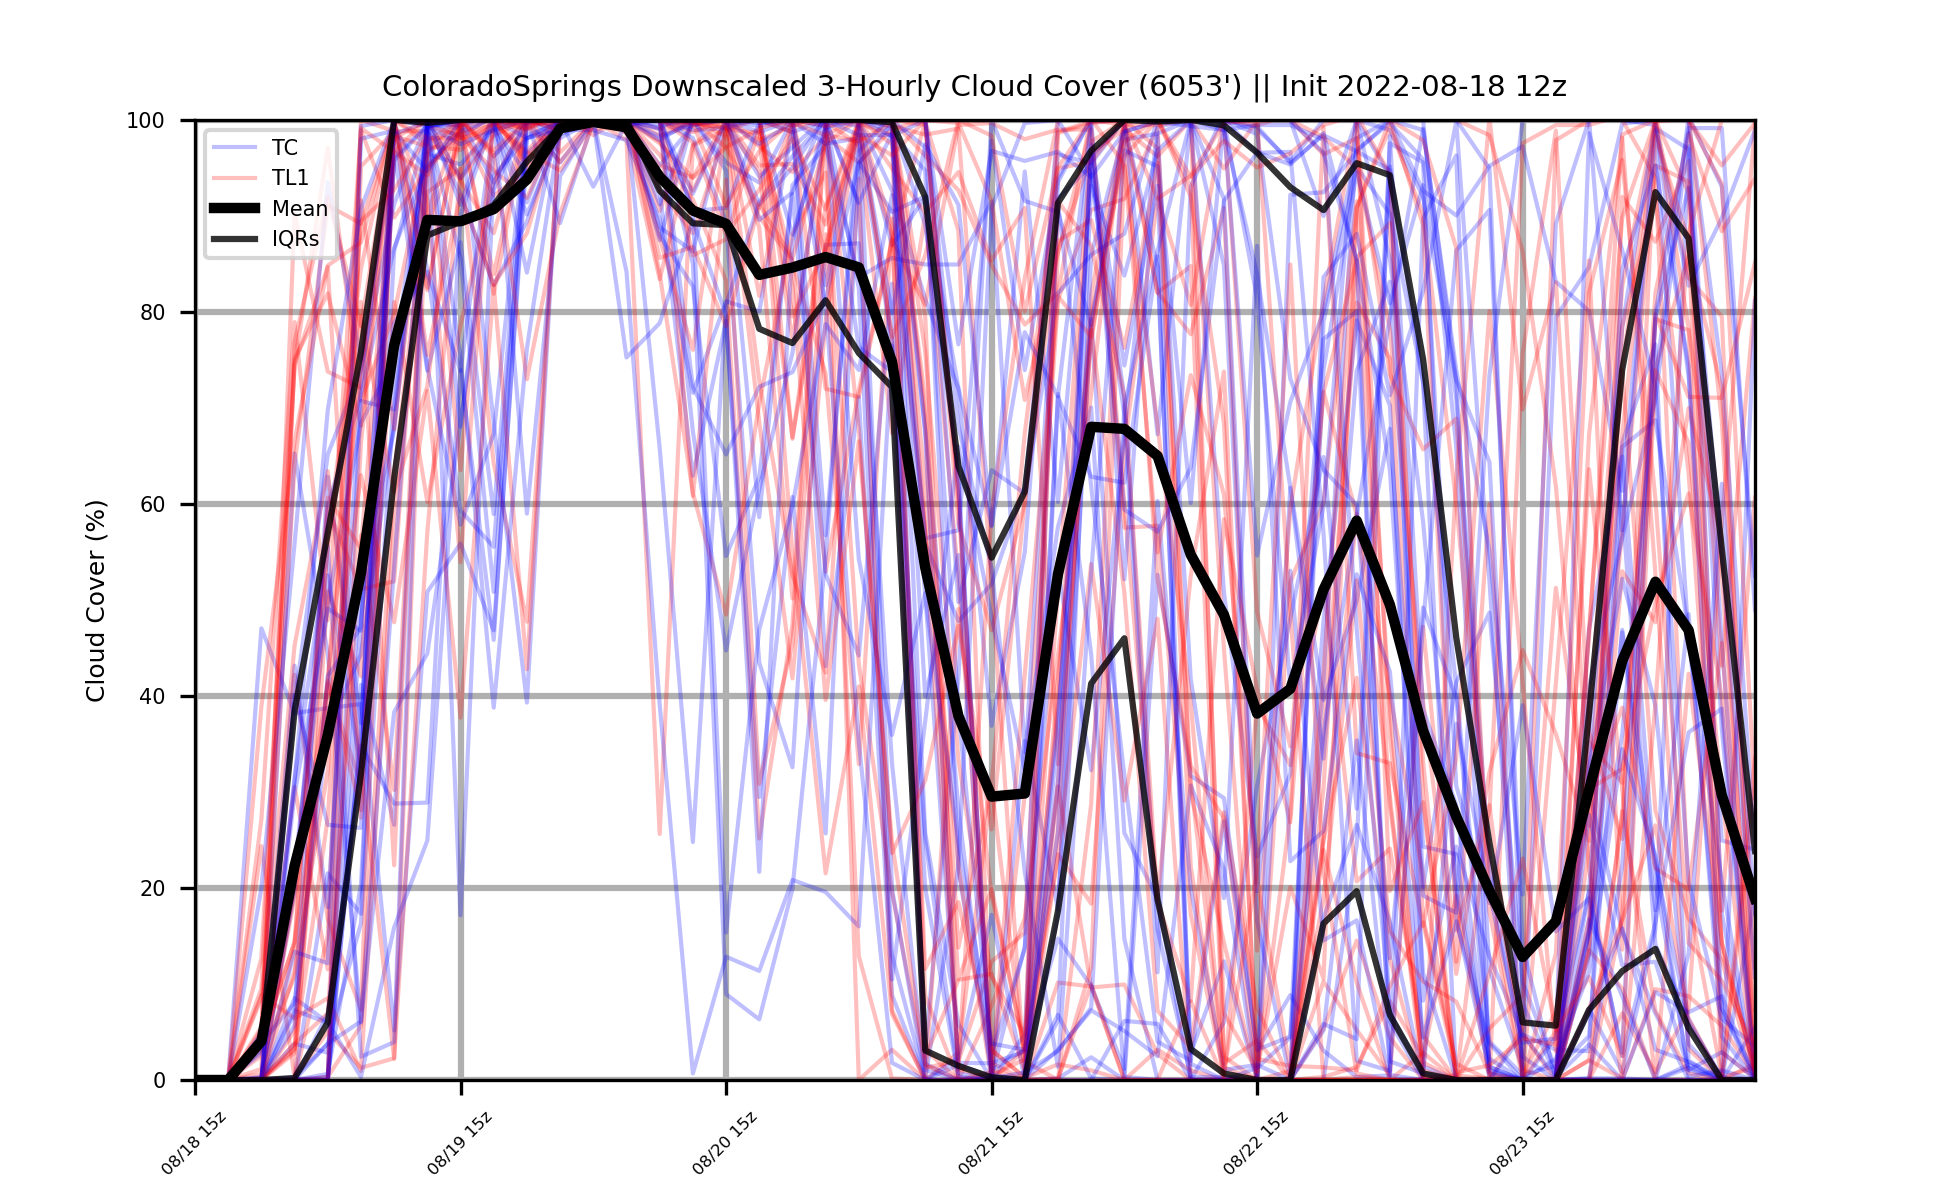 ColoradoSprings Downscaled 3-Hourly Cloud Cover (6053') || Init 2022-08-18 12z
TC
TL1
Mean
IQRs
Cloud Cover (%)
100
80
60
40
20
0
08/18 15z
08/19 15z
08/20 15z
08/21 15z
08/22 15z
08/23 15z